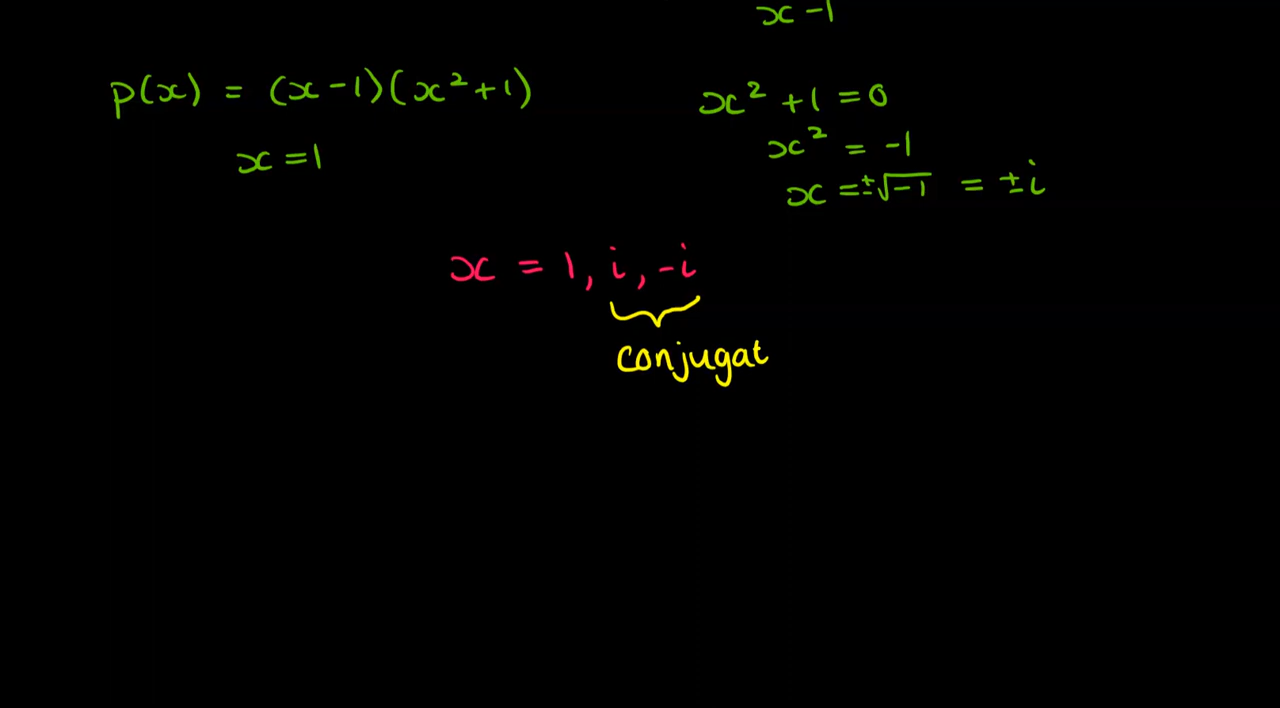 x - 1
p(x) = (x-1)(x² + 1)
x = 1
x² + 1 = 0
x² = -1
x = ±√-1 = ±i
x = 1, i, -i
conjugat